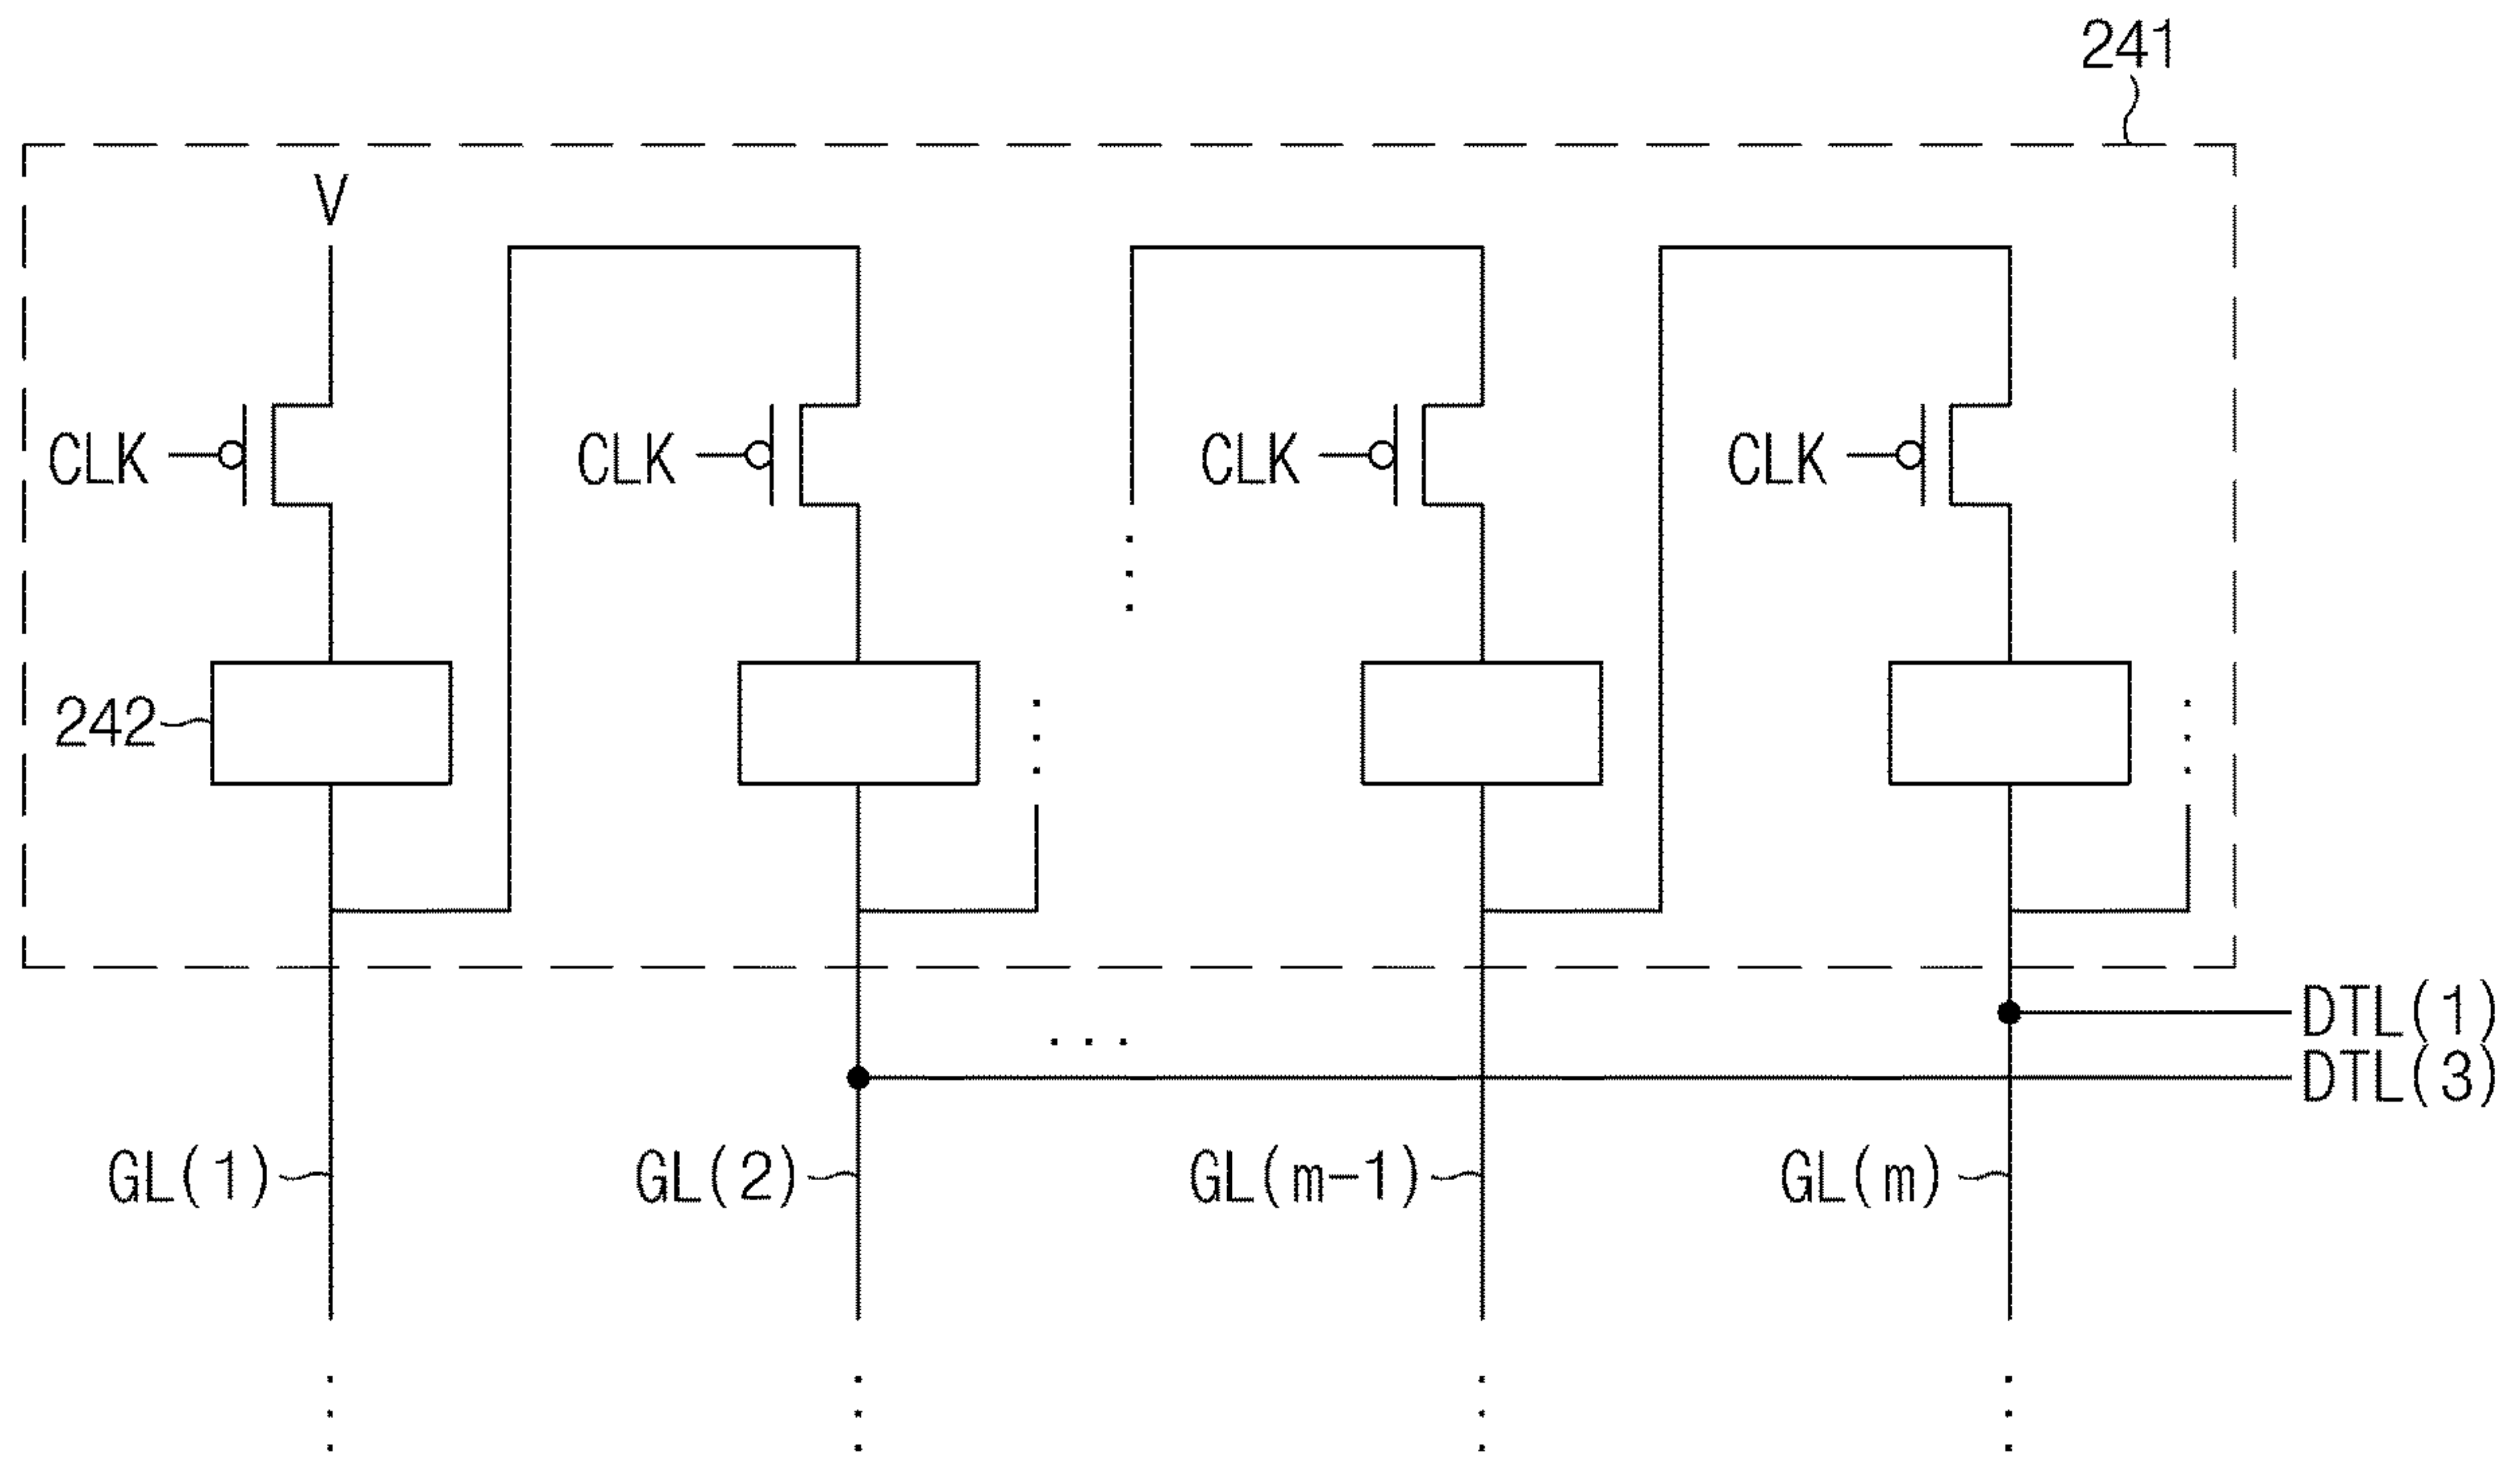 241
V
CLK CLK CLK CLK
242
DTL(1)
DTL(3)
GL(1) GL(2) GL(m-1) GL(m)